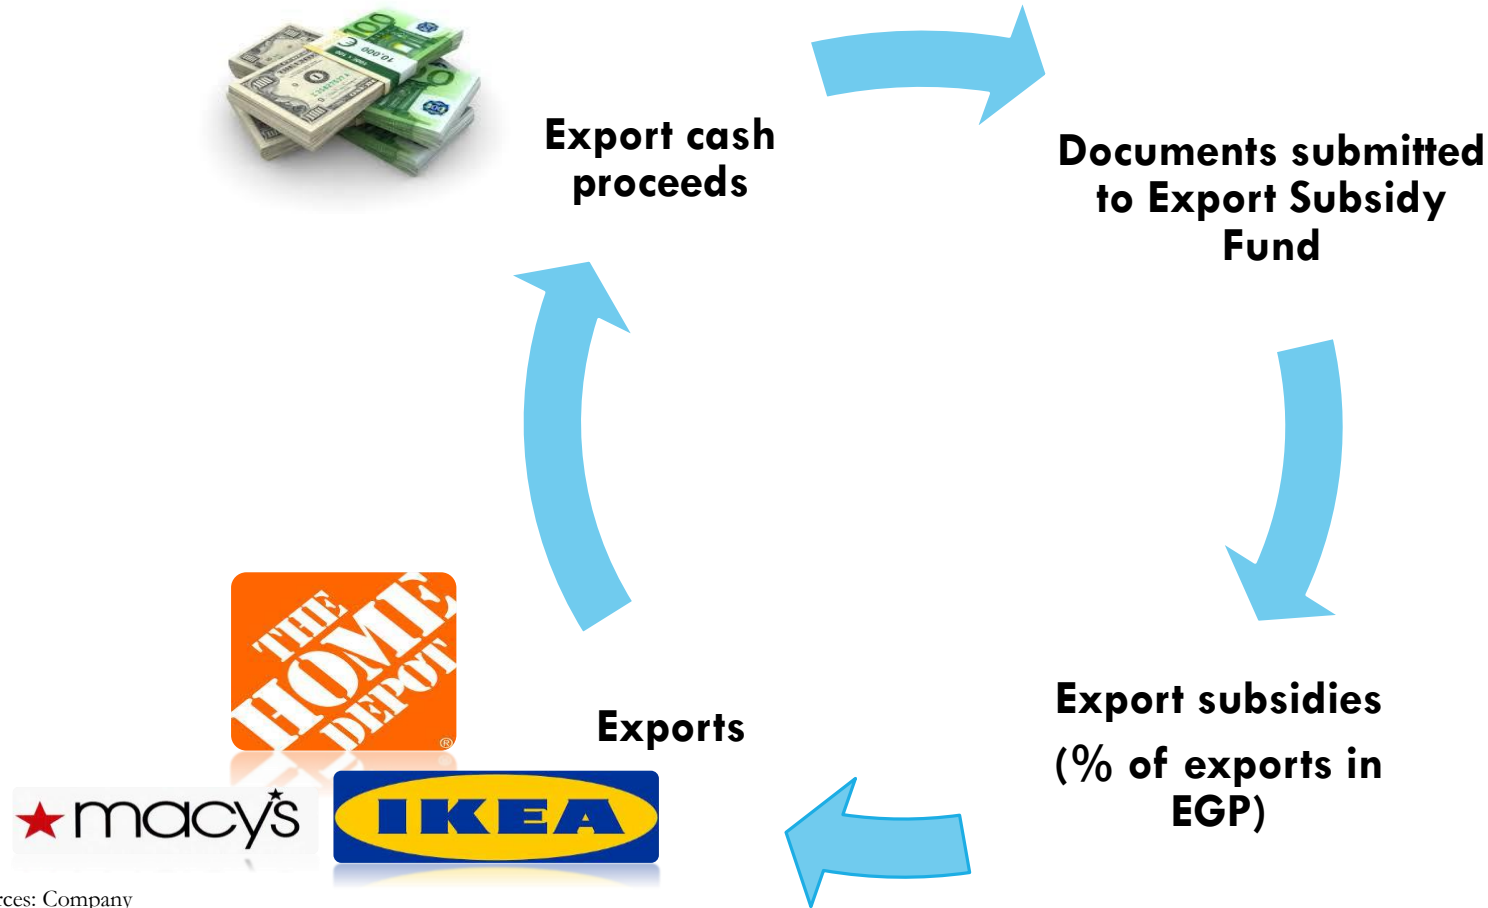 Export cash
proceeds
Documents submitted
to Export Subsidy
Fund
Export subsidies
(% of exports in
EGP)
Exports
THE
HOME
DEPOT
®
macy's
IKEA
rces: Company